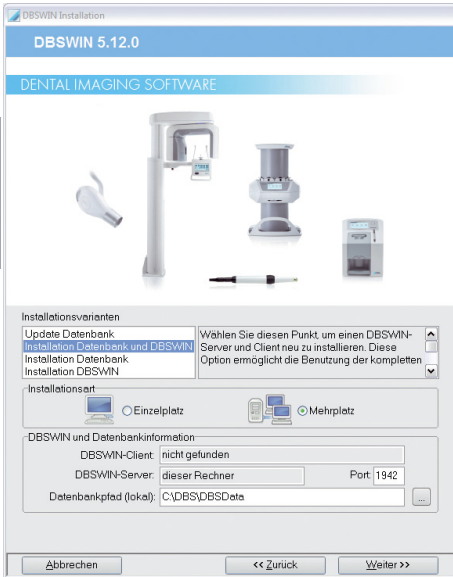 DBSWIN Installation
DBSWIN 5.12.0
DENTAL IMAGING SOFTWARE
Installationsvarianten
Update Datenbank
Installation Datenbank und DBSWIN
Installation Datenbank
Installation DBSWIN
Wählen Sie diesen Punkt, um einen DBSWIN-
Server und Client neu zu installieren. Diese
Option ermöglicht die Benutzung der kompletten
Installationsart
Einzelplatz
Mehrplatz
DBSWIN und Datenbankinformation
DBSWIN-Client: nicht gefunden
DBSWIN-Server: dieser Rechner Port: 1942
Datenbankpfad (lokal): C:\DBS\DBSData ...
Abbrechen << Zurück Weiter >>